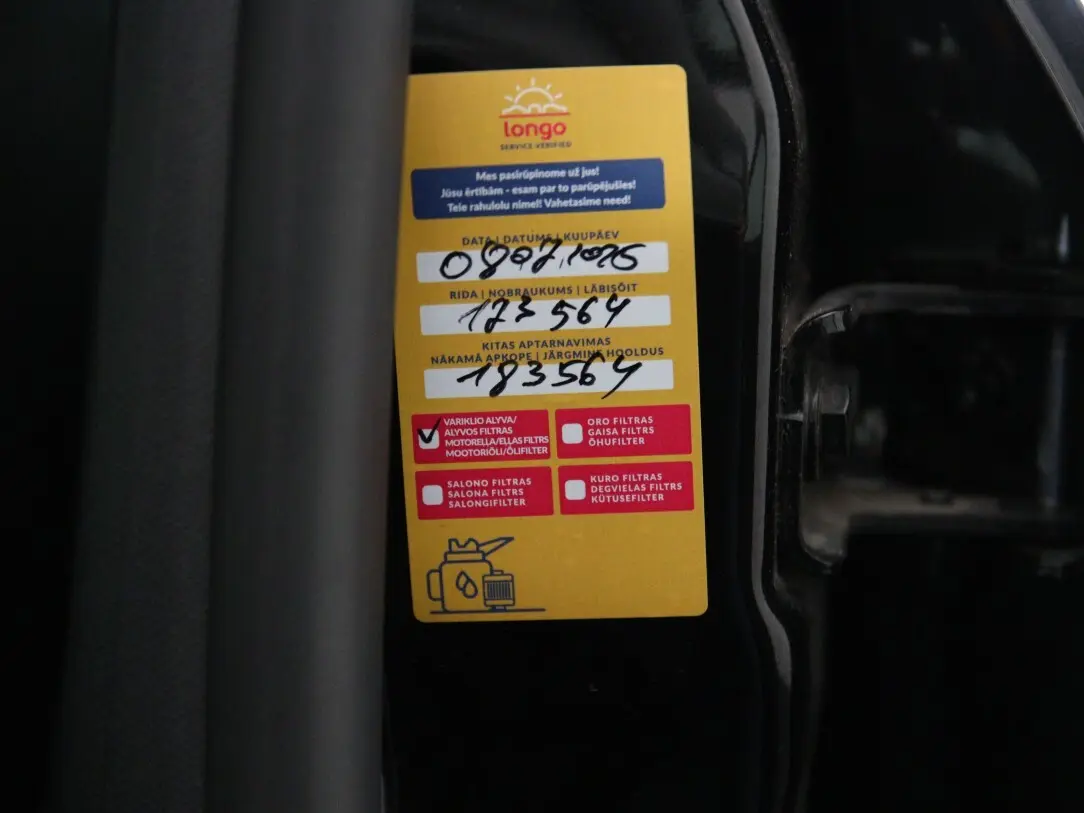 longo
SERVICE VERIFIED
Mes pasirūpinome už jus!
Jūsu ērtībām - esam par to parūpējušies!
Teie rahulolu nimel! Vahetasime need!
DATA | DATUMS | KUUPÄEV
RIDA | NOBRAUKUMS | LÄBISÕIT
173 564
KITAS APTARNAVIMAS
NĀKAMĀ APKOPE | JÄRGMINE HOOLDUS
183564
VARIKLIO ALYVA/
ALYVOS FILTRAS
MOTOREĻĻA/EĻĻAS FILTRS
MOOTORIÕLI/ÕLIFILTER
ORO FILTRAS
GAISA FILTRS
ÕHUFILTER
SALONO FILTRAS
SALONA FILTRS
SALONGIFILTER
KURO FILTRAS
DEGVIELAS FILTRS
KÜTUSEFILTER